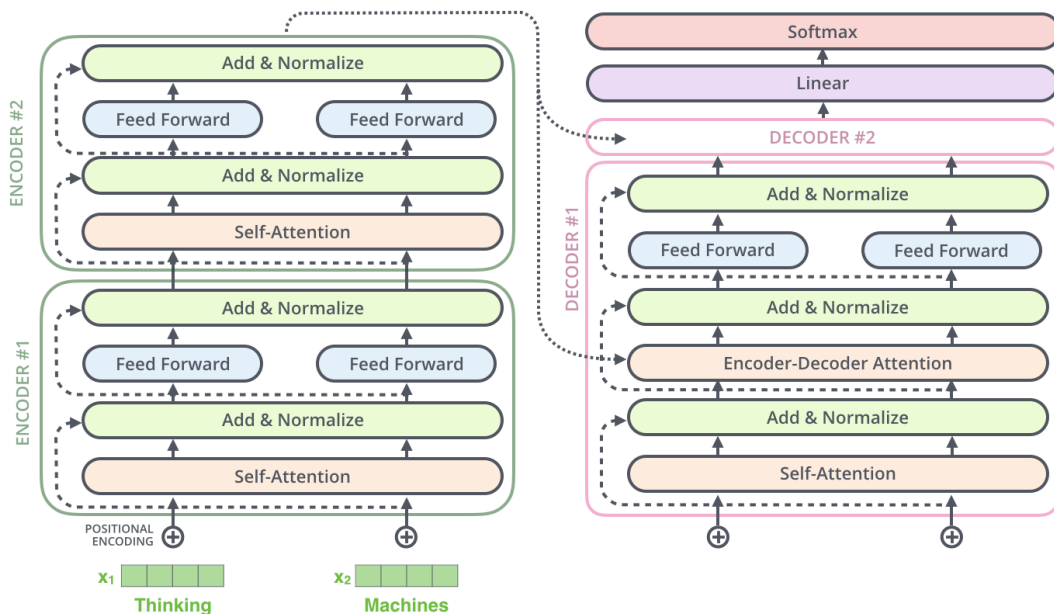 ENCODER #2
Add & Normalize
Feed Forward
Feed Forward
Add & Normalize
Self-Attention
ENCODER #1
Add & Normalize
Feed Forward
Feed Forward
Add & Normalize
Self-Attention
POSITIONAL
ENCODING
x₁
x₂
Thinking
Machines
Softmax
Linear
DECODER #2
DECODER #1
Add & Normalize
Feed Forward
Feed Forward
Add & Normalize
Encoder-Decoder Attention
Add & Normalize
Self-Attention